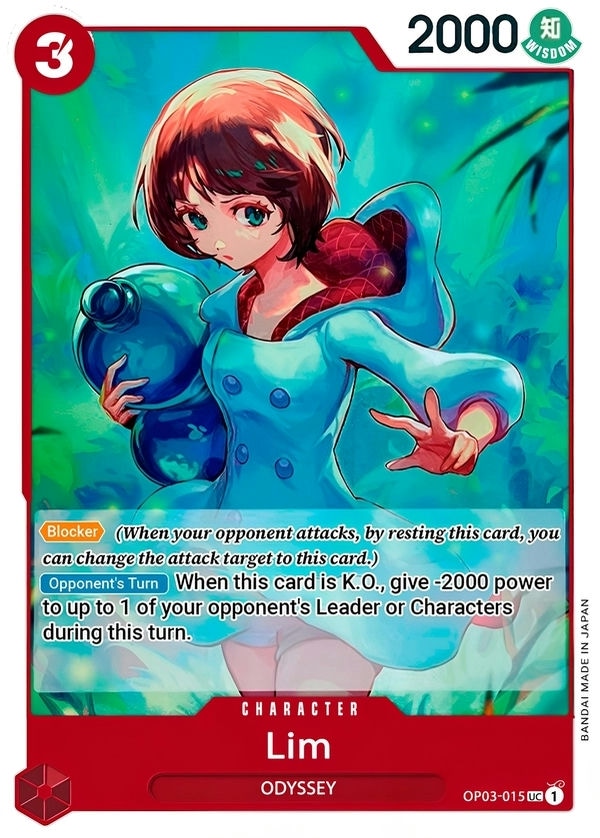 3
2000
知
WISDOM
Blocker (When your opponent attacks, by resting this card, you
can change the attack target to this card.)
Opponent's Turn When this card is K.O., give -2000 power
to up to 1 of your opponent's Leader or Characters
during this turn.
BANDAI MADE IN JAPAN
CHARACTER
Lim
ODYSSEY
OP03-015 UC 1